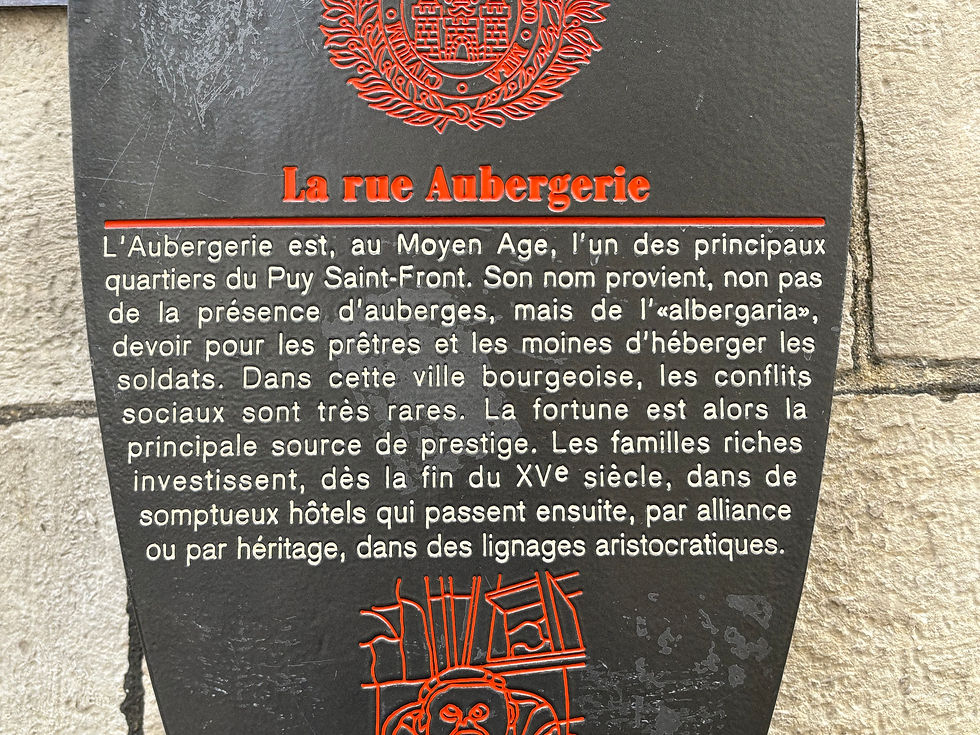 CIVIUM
MEA
La rue Aubergerie
L'Aubergerie est, au Moyen Age, l'un des principaux
quartiers du Puy Saint-Front. Son nom provient, non pas
de la présence d'auberges, mais de l'«albergaria»,
devoir pour les prêtres et les moines d'héberger les
soldats. Dans cette ville bourgeoise, les conflits
sociaux sont très rares. La fortune est alors la
principale source de prestige. Les familles riches
investissent, dès la fin du XVe siècle, dans de
somptueux hôtels qui passent ensuite, par alliance
ou par héritage, dans des lignages aristocratiques.